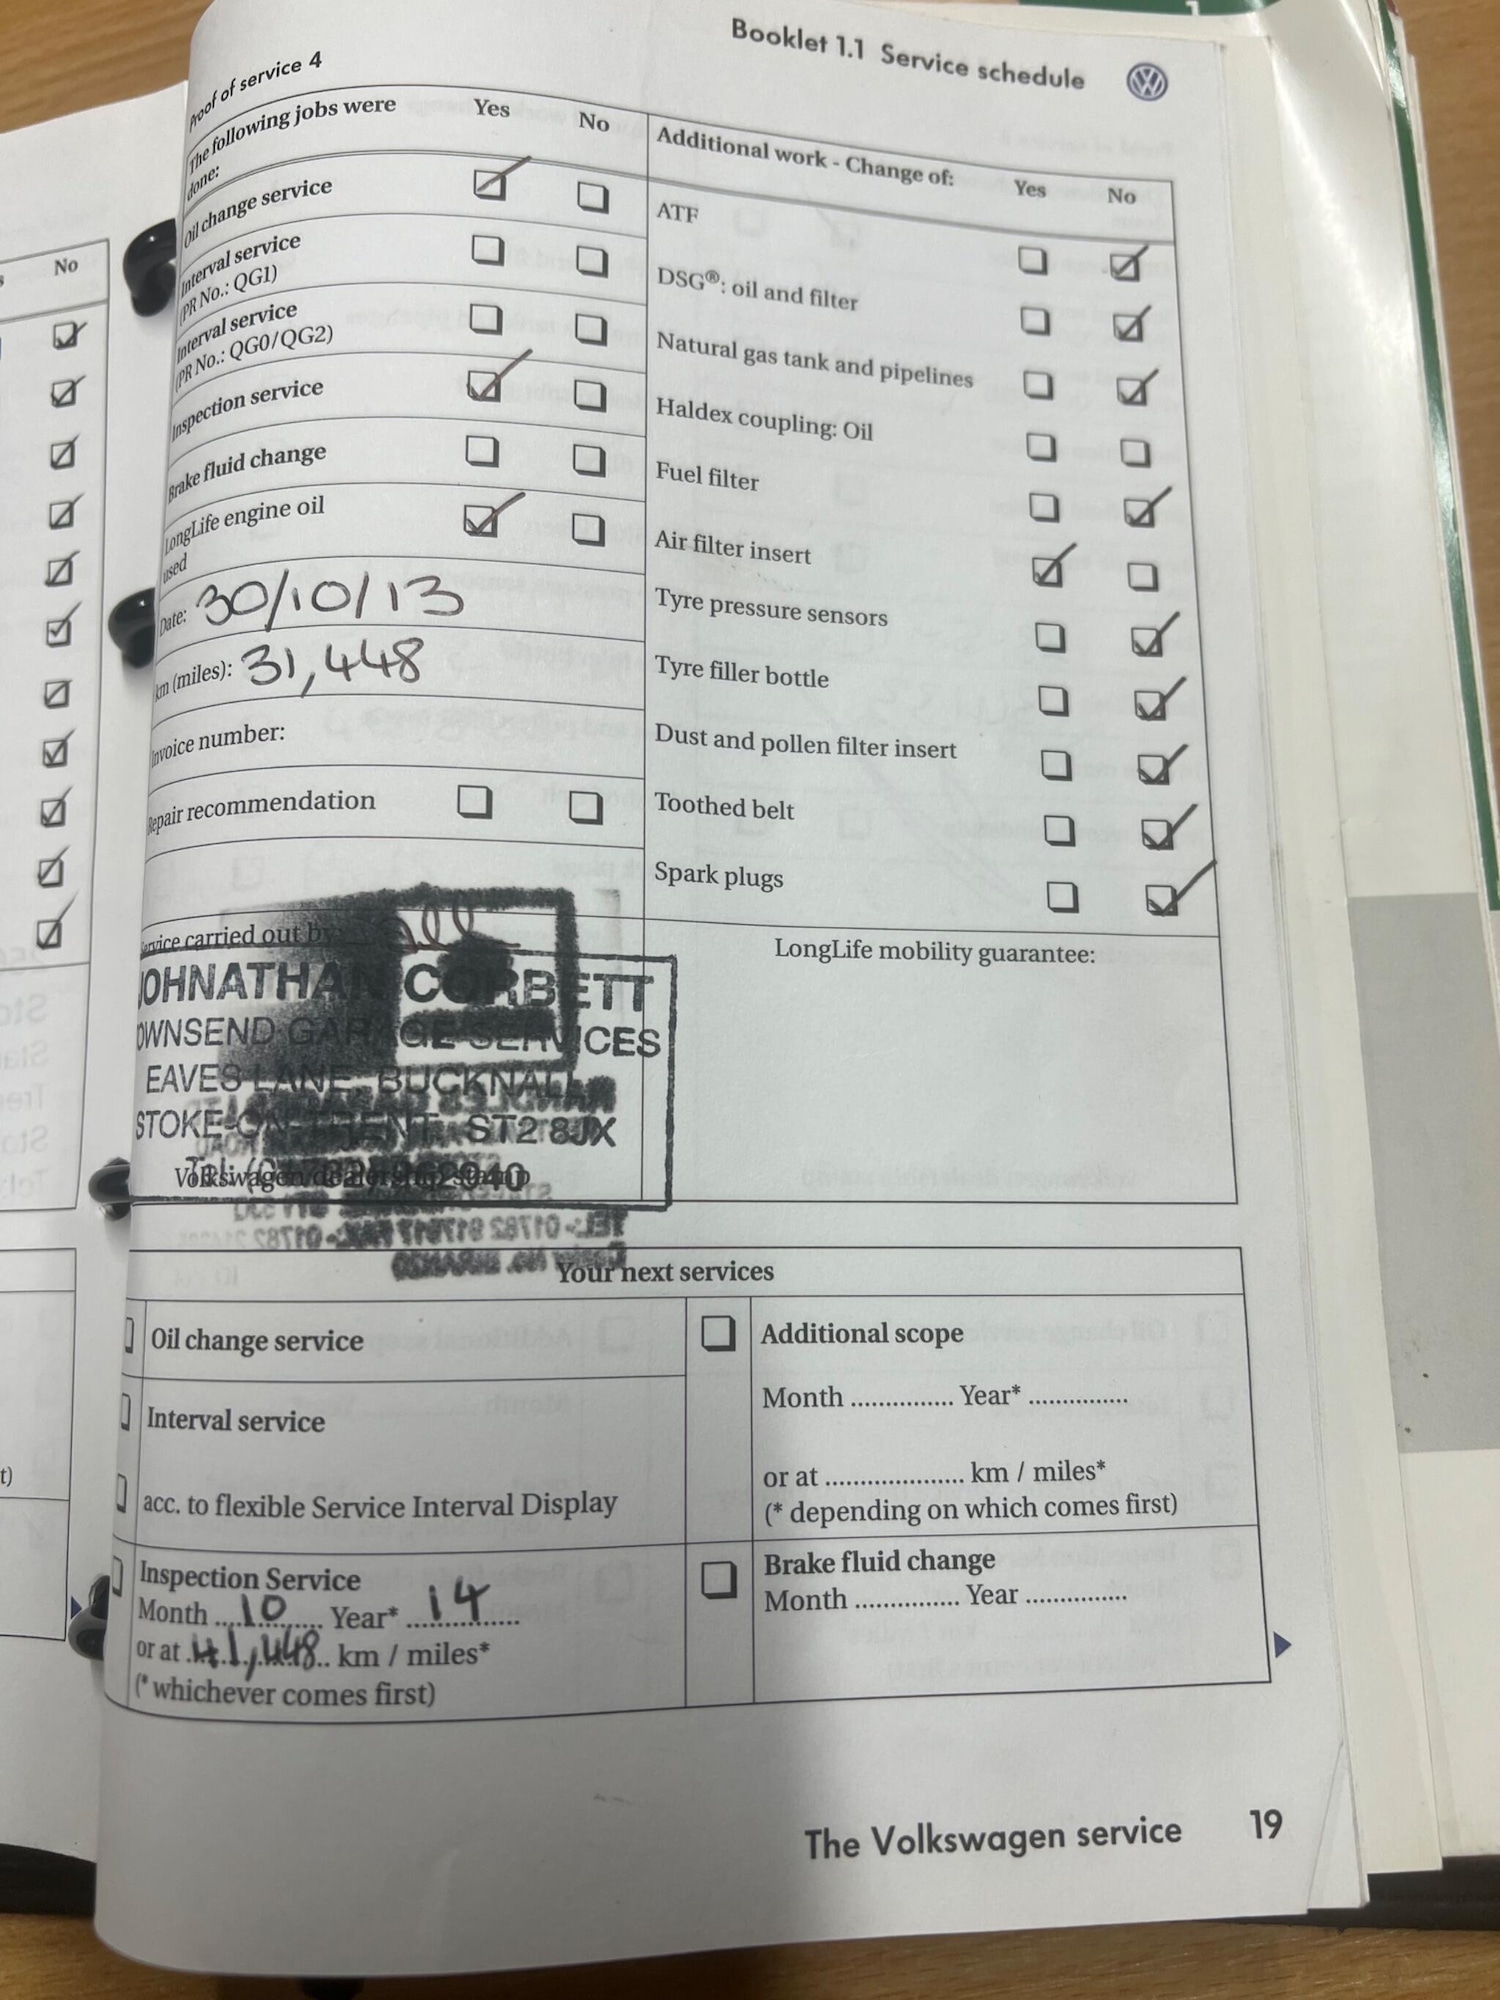 Booklet 1.1 Service schedule
Proof of service 4
The following jobs were done:
Yes
No
Oil change service
Interval service
(PR No.: QG1)
Interval service
(PR No.: QG0/QG2)
Inspection service
Brake fluid change
LongLife engine oil
used
Date: 30/10/13
km (miles): 31,448
Invoice number:
Repair recommendation
Service carried out by
JOHNATHAN CORBETT
TOWNSEND GARAGE SERVICES
EAVES LANE, BUCKNALL
STOKE-ON-TRENT ST2 8JX
Volkswagen dealership stamp
Additional work - Change of:
Yes
No
ATF
DSG®: oil and filter
Natural gas tank and pipelines
Haldex coupling: Oil
Fuel filter
Air filter insert
Tyre pressure sensors
Tyre filler bottle
Dust and pollen filter insert
Toothed belt
Spark plugs
LongLife mobility guarantee:
Your next services
Oil change service
Interval service
acc. to flexible Service Interval Display
Inspection Service
Month ....10....... Year* ..14............
or at .41,448.. km / miles*
(* whichever comes first)
Additional scope
Month .............. Year* ..............
or at .................... km / miles*
(* depending on which comes first)
Brake fluid change
Month .............. Year ..............
The Volkswagen service 19
No
t)